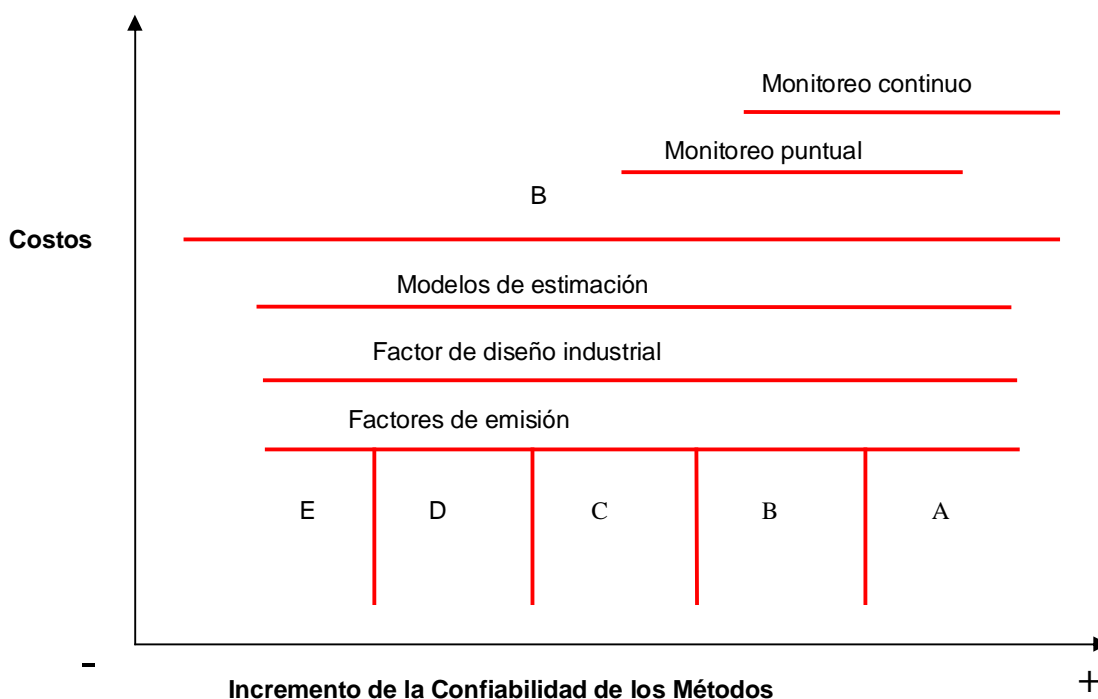 Monitoreo continuo
Monitoreo puntual
B
Costos
Modelos de estimación
Factor de diseño industrial
Factores de emisión
E D C B A
-
+
Incremento de la Confiabilidad de los Métodos